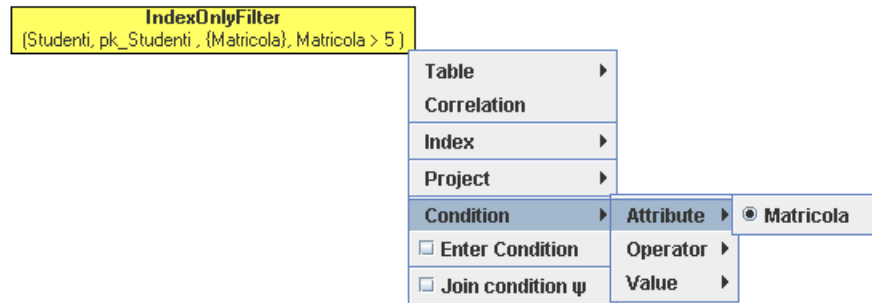 IndexOnlyFilter
(Studenti, pk_Studenti , {Matricola}, Matricola > 5 )
Table
Correlation
Index
Project
Condition
Attribute
Matricola
Enter Condition
Operator
Join condition ψ
Value